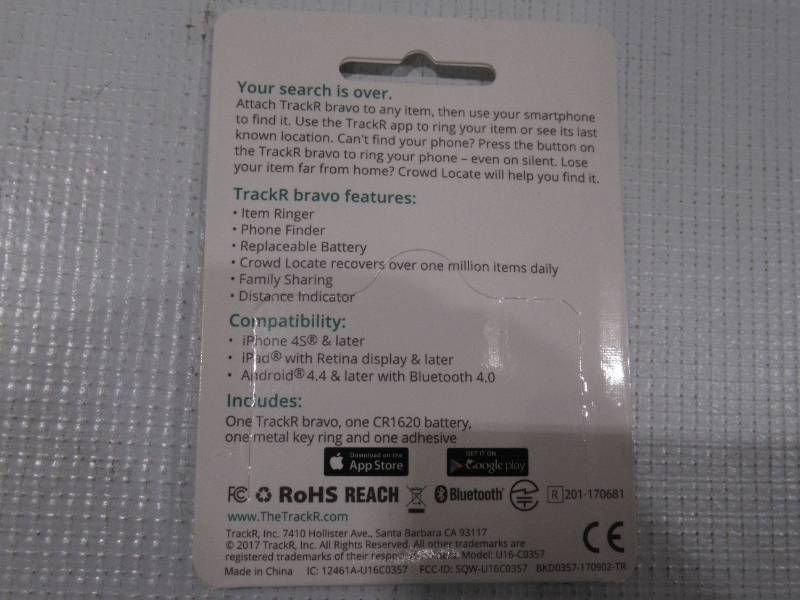 Your search is over.
Attach TrackR bravo to any item, then use your smartphone
to find it. Use the TrackR app to ring your item or see its last
known location. Can't find your phone? Press the button on
the TrackR bravo to ring your phone – even on silent. Lose
your item far from home? Crowd Locate will help you find it.
TrackR bravo features:
• Item Ringer
• Phone Finder
• Replaceable Battery
• Crowd Locate recovers over one million items daily
• Family Sharing
• Distance Indicator
Compatibility:
• iPhone 4S® & later
• iPad® with Retina display & later
• Android® 4.4 & later with Bluetooth 4.0
Includes:
One TrackR bravo, one CR1620 battery,
one metal key ring and one adhesive
Download on the
App Store
GET IT ON
Google play
FC RoHS REACH Bluetooth® R 201-170681
www.TheTrackR.com
TrackR, Inc. 7410 Hollister Ave., Santa Barbara CA 93117
© 2017 TrackR, Inc. All Rights Reserved. All other trademarks are
registered trademarks of their respective owners. Model: U16-C0357
CE
Made in China IC: 12461A-U16C0357 FCC-ID: SQW-U16C0357 BKD0357-170902-TR